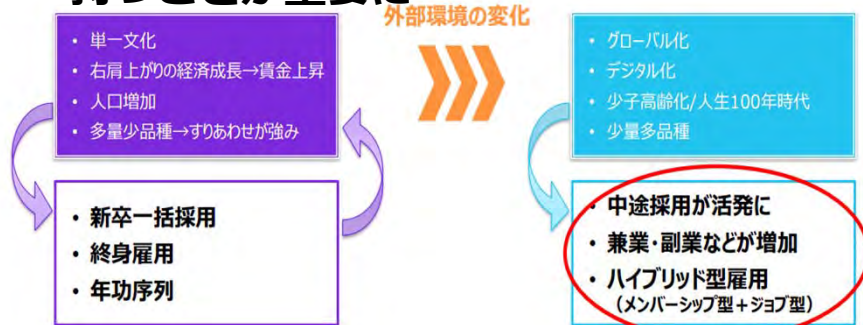 外部環境の変化
• 単一文化
• 右肩上がりの経済成長→賃金上昇
• 人口増加
• 多量少品種→すりあわせが強み
• 新卒一括採用
• 終身雇用
• 年功序列
• グローバル化
• デジタル化
• 少子高齢化/人生100年時代
• 少量多品種
• 中途採用が活発に
• 兼業・副業などが増加
• ハイブリッド型雇用
（メンバーシップ型＋ジョブ型）